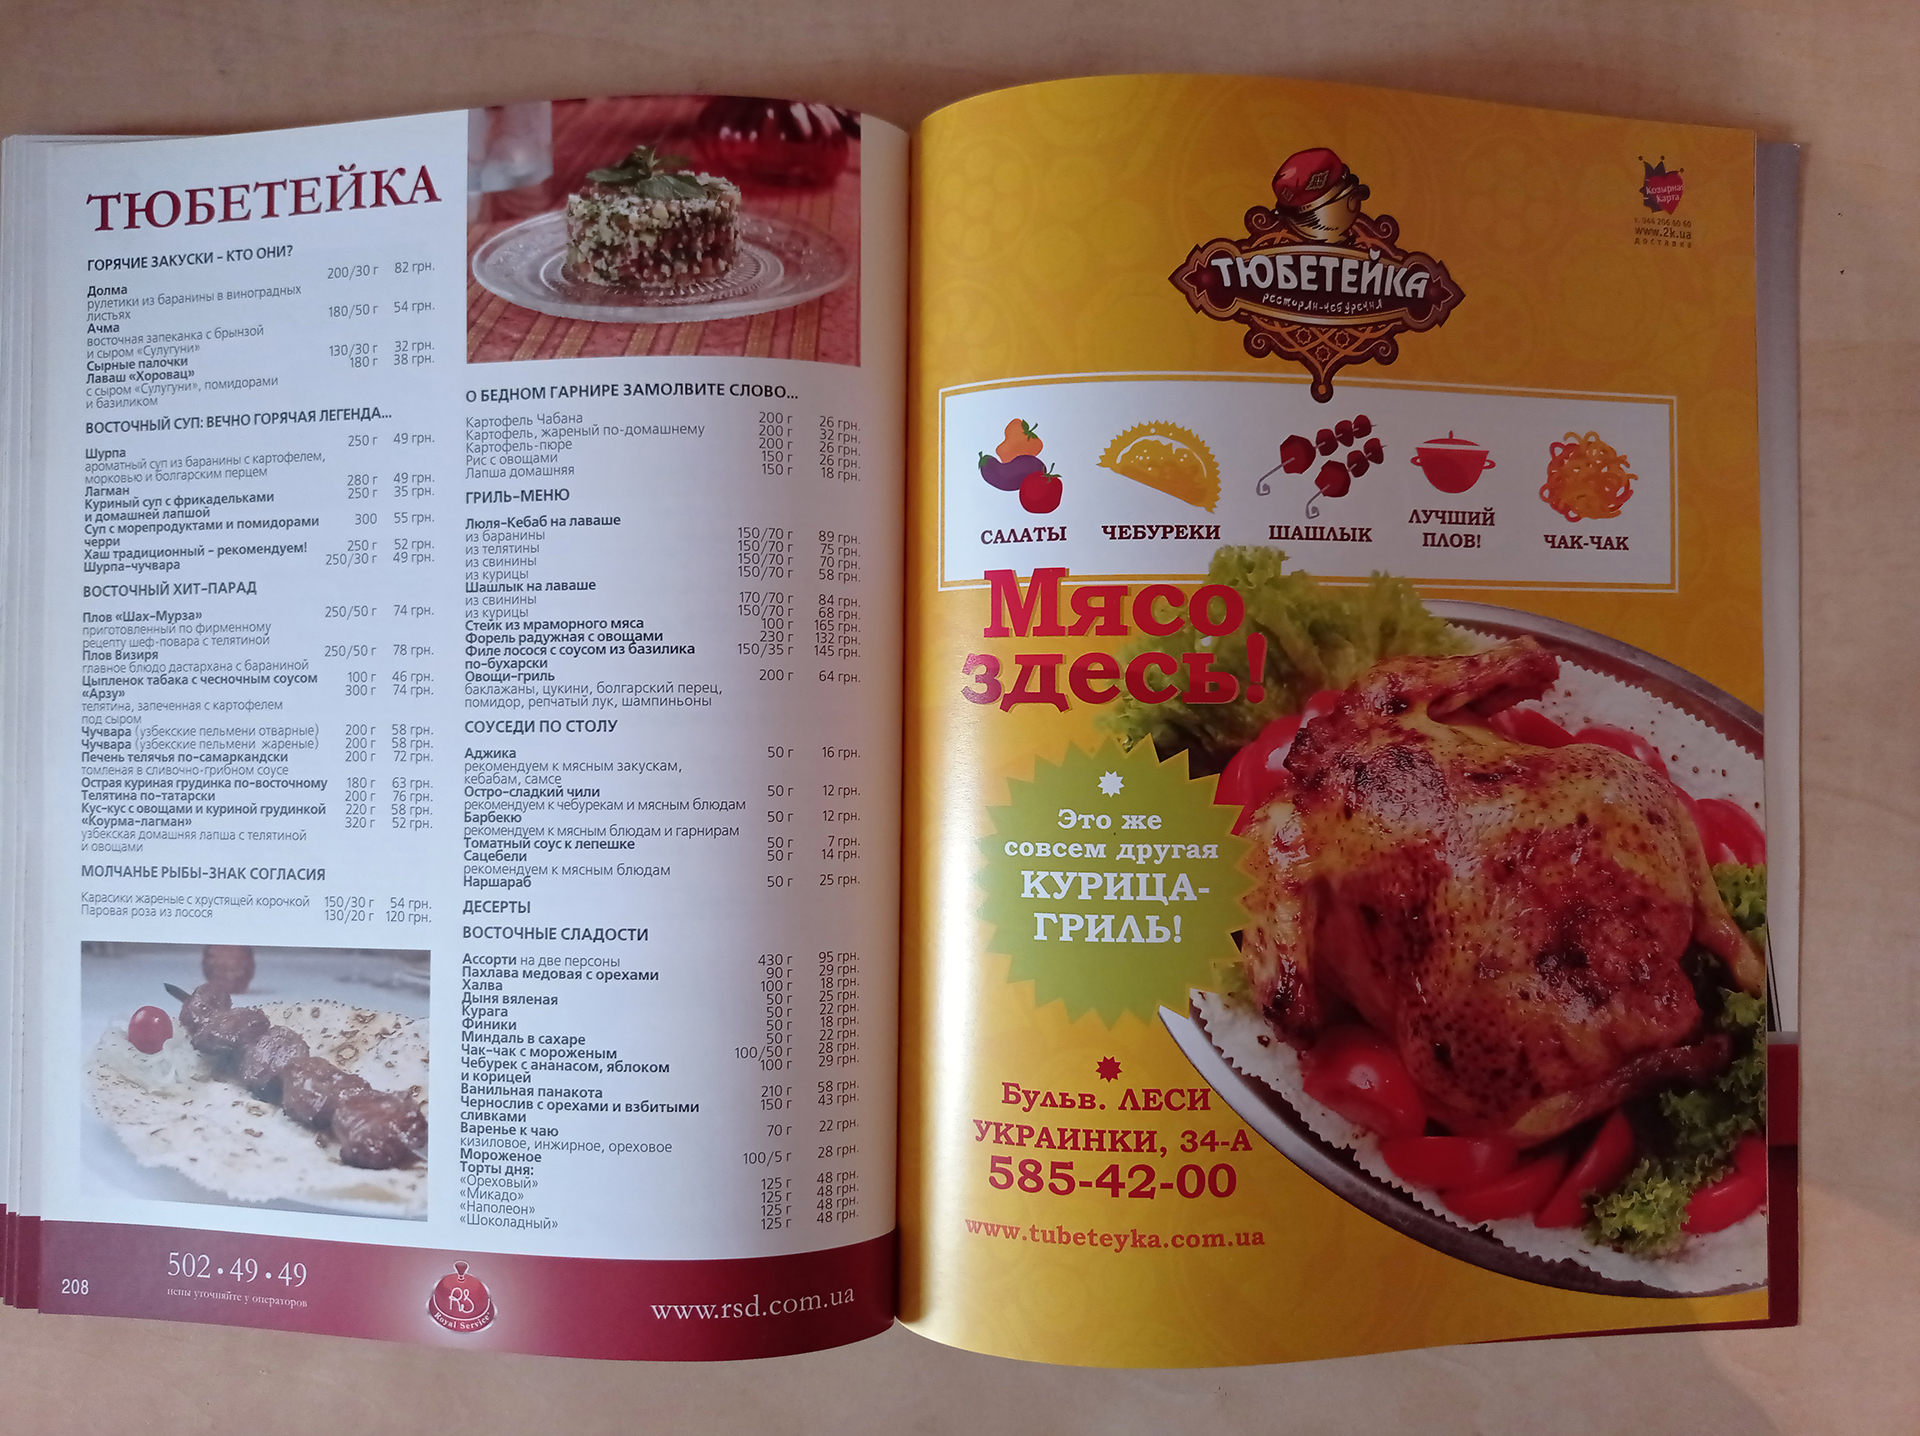 ТЮБЕТЕЙКА
ГОРЯЧИЕ ЗАКУСКИ – КТО ОНИ?
Долма 200/30 г 82 грн.
рулетики из баранины в виноградных
листьях
Ачма 180/50 г 54 грн.
восточная запеканка с брынзой
и сыром «Сулугуни»
Сырные палочки 130/30 г 32 грн.
Лаваш «Хоровац» 180 г 38 грн.
с сыром «Сулугуни», помидорами
и базиликом
ВОСТОЧНЫЙ СУП: ВЕЧНО ГОРЯЧАЯ ЛЕГЕНДА...
Шурпа 250 г 49 грн.
ароматный суп из баранины с картофелем,
морковью и болгарским перцем
Лагман 280 г 49 грн.
Куриный суп с фрикадельками 250 г 35 грн.
и домашней лапшой
Суп с морепродуктами и помидорами 300 55 грн.
черри
Хаш традиционный – рекомендуем! 250 г 52 грн.
Шурпа-чучвара 250/30 г 49 грн.
ВОСТОЧНЫЙ ХИТ-ПАРАД
Плов «Шах-Мурза» 250/50 г 74 грн.
приготовленный по фирменному
рецепту шеф-повара с телятиной
Плов Визиря 250/50 г 78 грн.
главное блюдо дастархана с бараниной
Цыпленок табака с чесночным соусом 100 г 46 грн.
«Арзу» 300 г 74 грн.
телятина, запеченная с картофелем
под сыром
Чучвара (узбекские пельмени отварные) 200 г 58 грн.
Чучвара (узбекские пельмени жареные) 200 г 58 грн.
Печень телячья по-самаркандски 200 г 72 грн.
томленая в сливочно-грибном соусе
Острая куриная грудинка по-восточному 180 г 63 грн.
Телятина по-татарски 200 г 76 грн.
Кус-кус с овощами и куриной грудинкой 220 г 58 грн.
«Коурма-лагман» 320 г 52 грн.
узбекская домашняя лапша с телятиной
и овощами
МОЛЧАНЬЕ РЫБЫ-ЗНАК СОГЛАСИЯ
Карасики жареные с хрустящей корочкой 150/30 г 54 грн.
Паровая роза из лосося 130/20 г 120 грн.
О БЕДНОМ ГАРНИРЕ ЗАМОЛВИТЕ СЛОВО...
Картофель Чабана 200 г 26 грн.
Картофель, жареный по-домашнему 200 г 32 грн.
Картофель-пюре 200 г 26 грн.
Рис с овощами 150 г 26 грн.
Лапша домашняя 150 г 18 грн.
ГРИЛЬ-МЕНЮ
Люля-Кебаб на лаваше
из баранины 150/70 г 89 грн.
из телятины 150/70 г 75 грн.
из свинины 150/70 г 70 грн.
из курицы 150/70 г 58 грн.
Шашлык на лаваше
из свинины 170/70 г 84 грн.
из курицы 150/70 г 68 грн.
Стейк из мраморного мяса 100 г 165 грн.
Форель радужная с овощами 230 г 132 грн.
Филе лосося с соусом из базилика 150/35 г 145 грн.
по-бухарски
Овощи-гриль 200 г 64 грн.
баклажаны, цукини, болгарский перец,
помидор, репчатый лук, шампиньоны
СОУСЕДИ ПО СТОЛУ
Аджика 50 г 16 грн.
рекомендуем к мясным закускам,
кебабам, самсе
Остро-сладкий чили 50 г 12 грн.
рекомендуем к чебурекам и мясным блюдам
Барбекю 50 г 12 грн.
рекомендуем к мясным блюдам и гарнирам
Томатный соус к лепешке 50 г 7 грн.
Сацебели 50 г 14 грн.
рекомендуем к мясным блюдам
Наршараб 50 г 25 грн.
ДЕСЕРТЫ
ВОСТОЧНЫЕ СЛАДОСТИ
Ассорти на две персоны 430 г 95 грн.
Пахлава медовая с орехами 90 г 29 грн.
Халва 100 г 18 грн.
Дыня вяленая 50 г 25 грн.
Курага 50 г 22 грн.
Финики 50 г 18 грн.
Миндаль в сахаре 50 г 22 грн.
Чак-чак с мороженым 100/50 г 28 грн.
Чебурек с ананасом, яблоком 100 г 29 грн.
и корицей
Ванильная панакота 210 г 58 грн.
Чернослив с орехами и взбитыми 150 г 43 грн.
сливками
Варенье к чаю 70 г 22 грн.
кизиловое, инжирное, ореховое
Мороженое 100/5 г 28 грн.
Торты дня:
«Ореховый» 125 г 48 грн.
«Микадо» 125 г 48 грн.
«Наполеон» 125 г 48 грн.
«Шоколадный» 125 г 48 грн.
208
502 • 49 • 49
цены уточняйте у операторов
RS
Royal Service
www.rsd.com.ua
Козырная
Карта
т. 044 206 60 60
www.2k.ua
доставка
ТЮБЕТЕЙКА
ресторан-чебуречня
САЛАТЫ
ЧЕБУРЕКИ
ШАШЛЫК
ЛУЧШИЙ
ПЛОВ!
ЧАК-ЧАК
Мясо
здесь!
Это же
совсем другая
КУРИЦА-
ГРИЛЬ!
Бульв. ЛЕСИ
УКРАИНКИ, 34-А
585-42-00
www.tubeteyka.com.ua